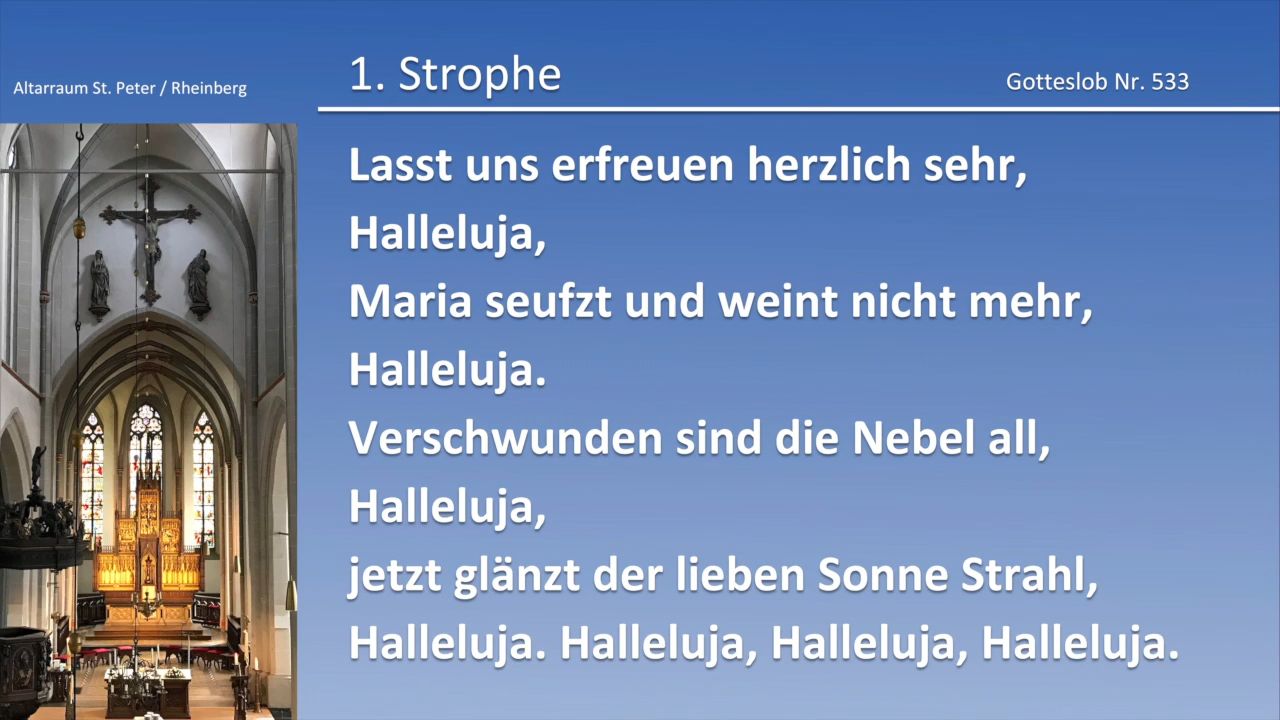 Altarraum St. Peter / Rheinberg
1. Strophe
Gotteslob Nr. 533
Lasst uns erfreuen herzlich sehr,
Halleluja,
Maria seufzt und weint nicht mehr,
Halleluja.
Verschwunden sind die Nebel all,
Halleluja,
jetzt glänzt der lieben Sonne Strahl,
Halleluja. Halleluja, Halleluja, Halleluja.